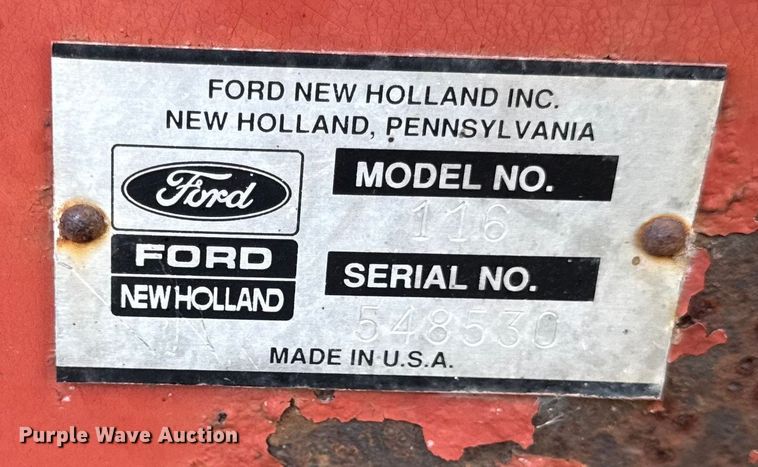 FORD NEW HOLLAND INC.
NEW HOLLAND, PENNSYLVANIA
Ford
FORD
NEW HOLLAND
MODEL NO.
116
SERIAL NO.
548530
MADE IN U.S.A.
Purple Wave Auction